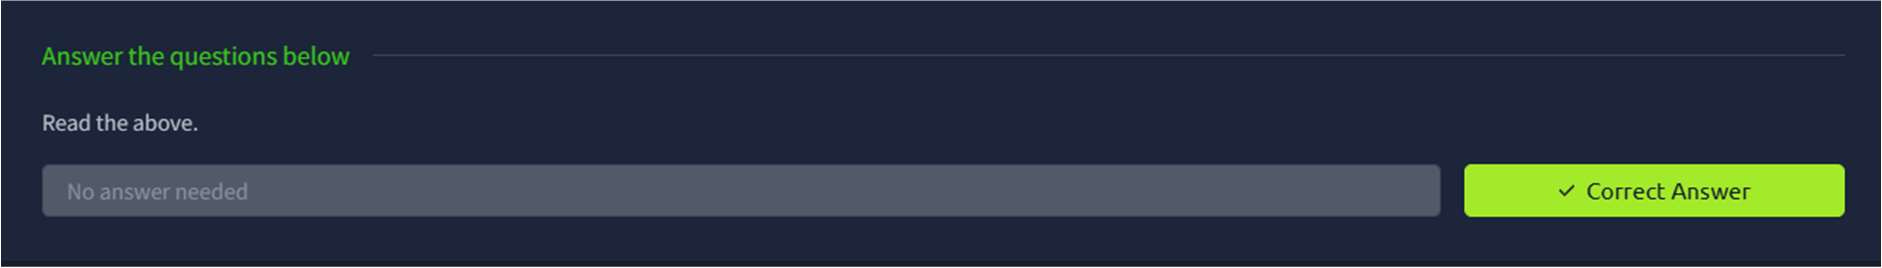 Answer the questions below
Read the above.
No answer needed
✓ Correct Answer